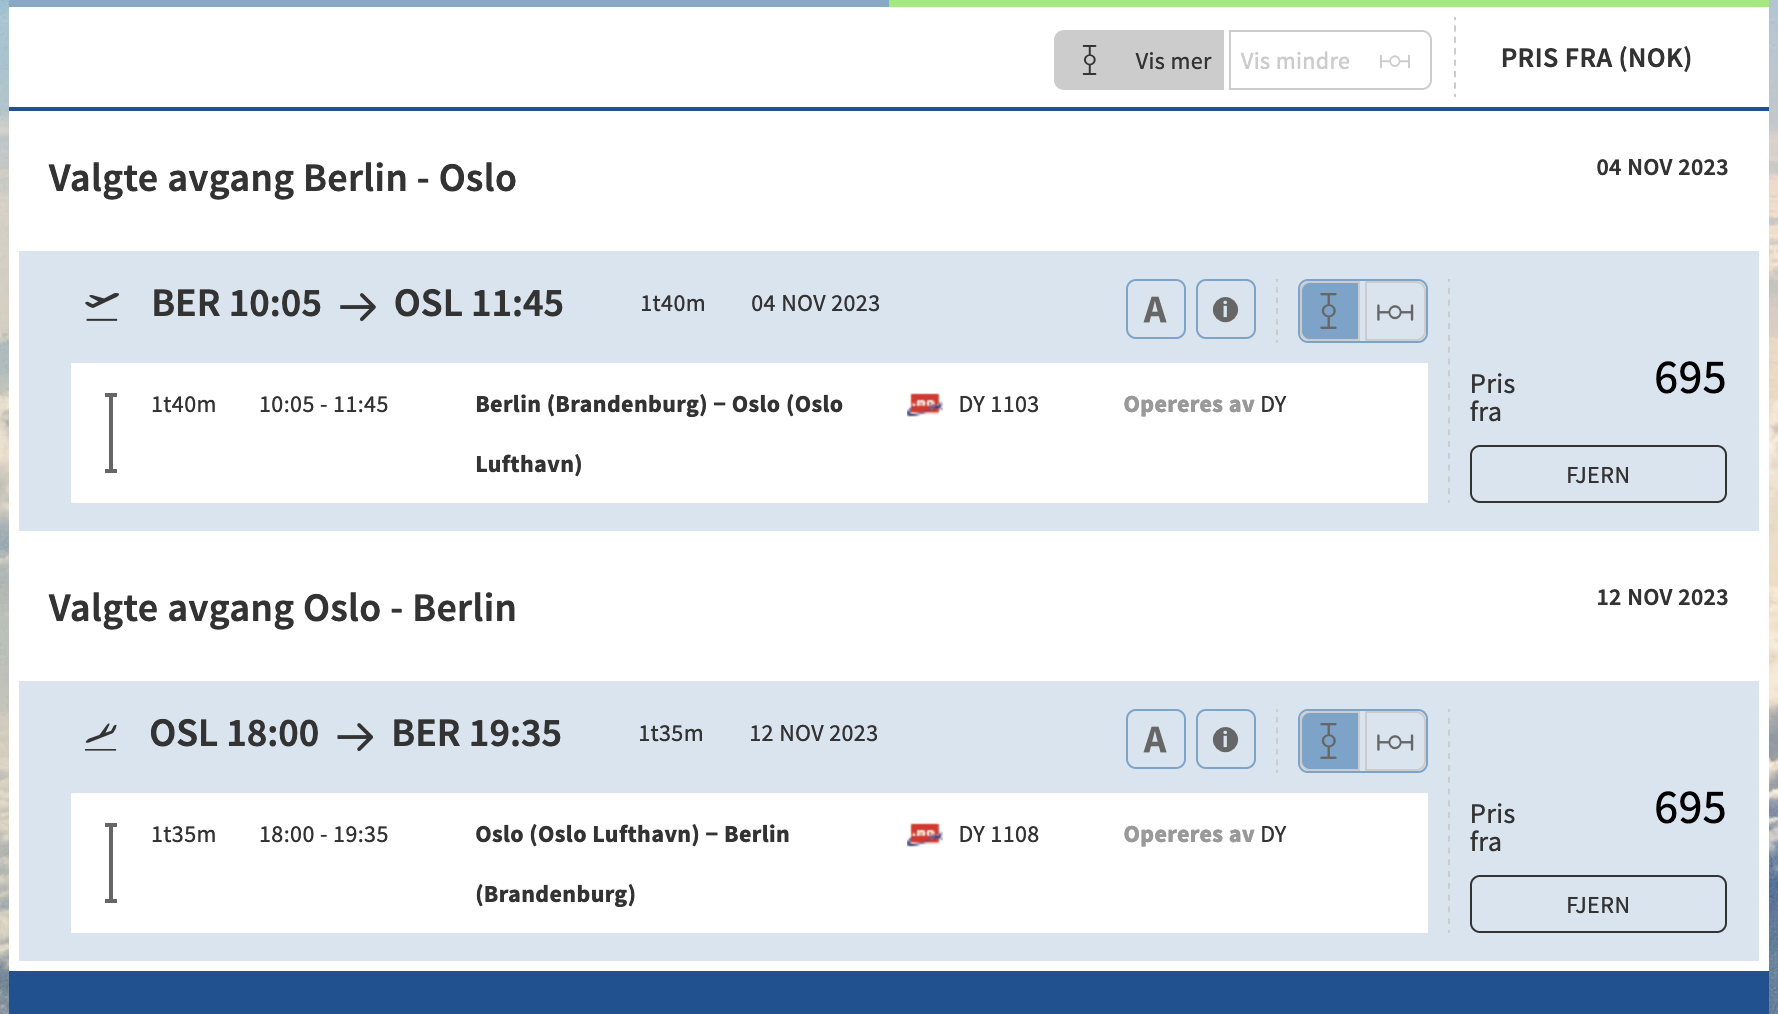 Vis mer Vis mindre PRIS FRA (NOK)
Valgte avgang Berlin - Oslo 04 NOV 2023
BER 10:05 → OSL 11:45 1t40m 04 NOV 2023 A i
1t40m 10:05 - 11:45 Berlin (Brandenburg) – Oslo (Oslo DY 1103 Opereres av DY
Lufthavn)
Pris 695
fra
FJERN
Valgte avgang Oslo - Berlin 12 NOV 2023
OSL 18:00 → BER 19:35 1t35m 12 NOV 2023 A i
1t35m 18:00 - 19:35 Oslo (Oslo Lufthavn) – Berlin DY 1108 Opereres av DY
(Brandenburg)
Pris 695
fra
FJERN